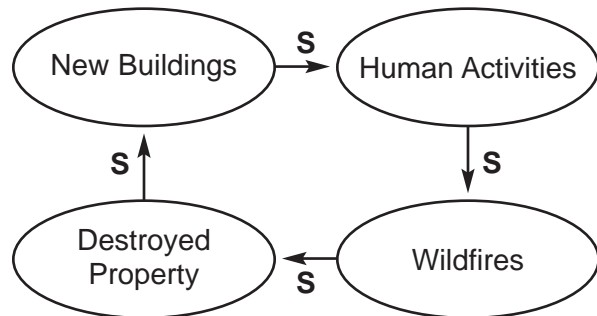 S
New Buildings
Human Activities
S
S
Destroyed
Property
Wildfires
S